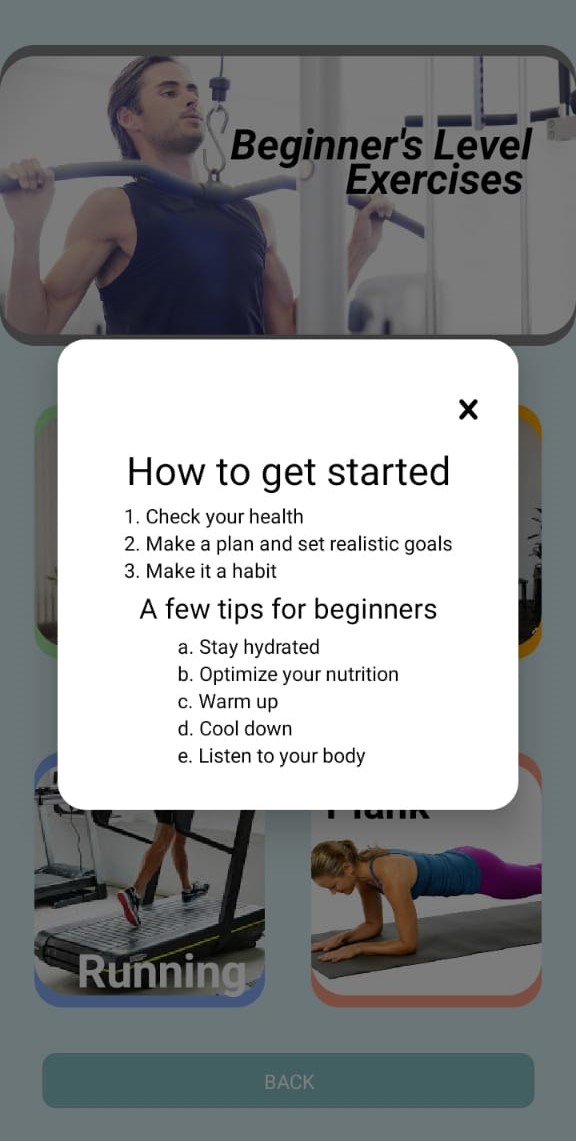 Beginner's Level
Exercises
How to get started
1. Check your health
2. Make a plan and set realistic goals
3. Make it a habit
A few tips for beginners
a. Stay hydrated
b. Optimize your nutrition
c. Warm up
d. Cool down
e. Listen to your body
Plank
Running
BACK